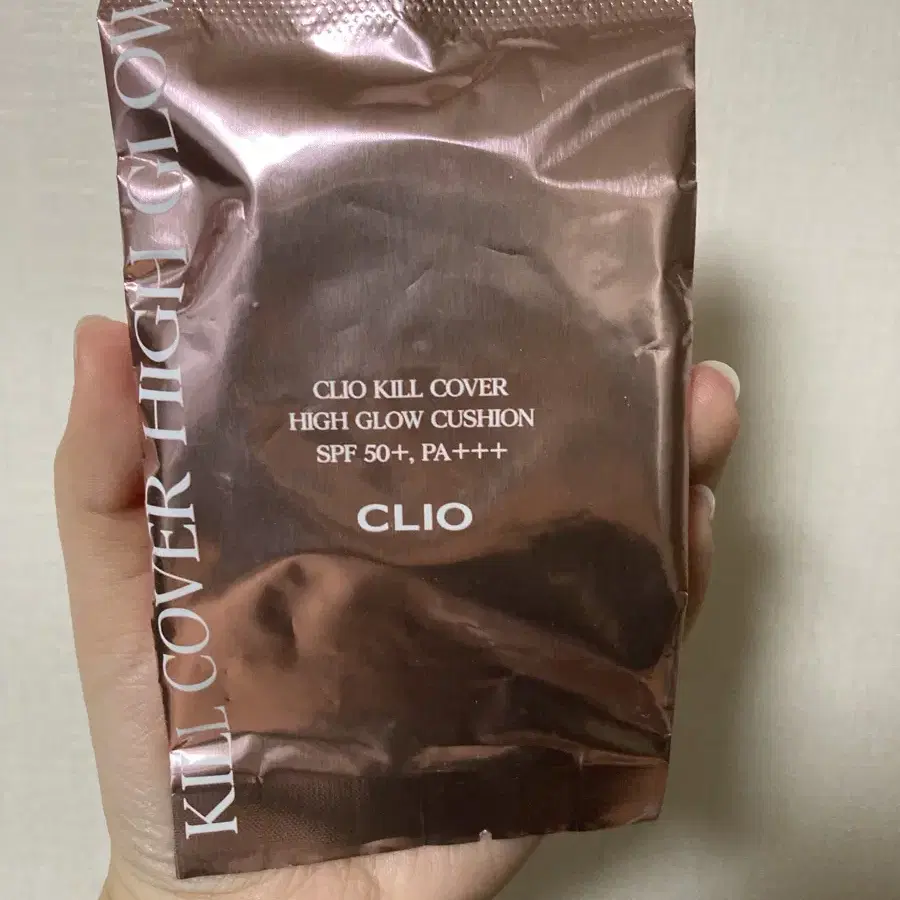 KILL COVER HIGH GLOW
CLIO KILL COVER
HIGH GLOW CUSHION
SPF 50+, PA+++
CLIO